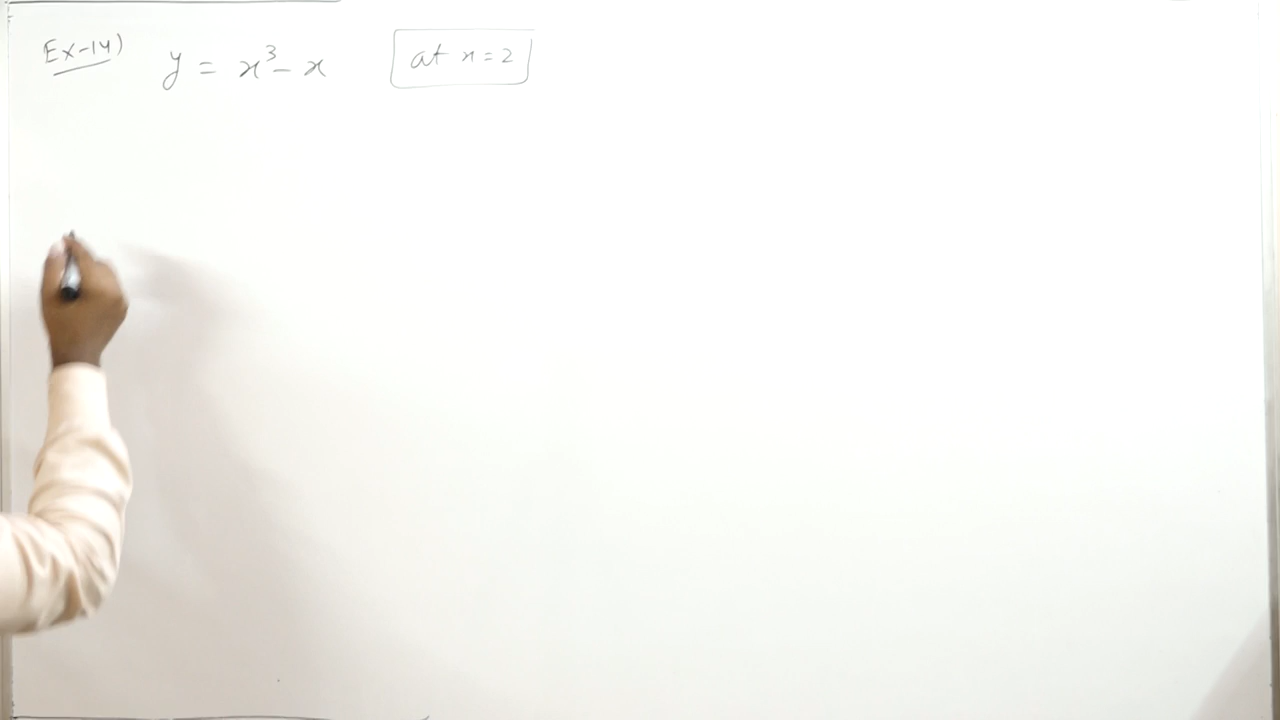 Ex-14) y = x³ - x at x = 2